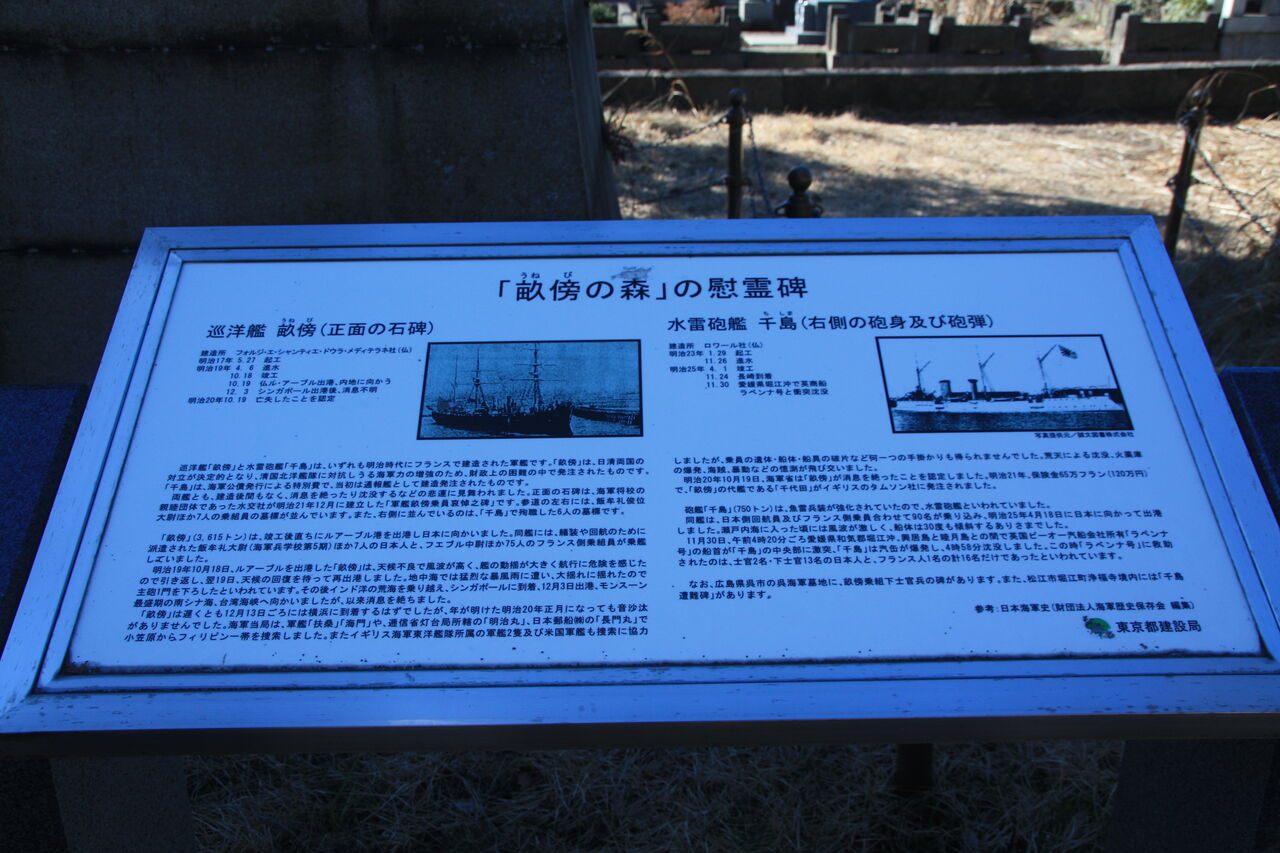 うねび
「畝傍の森」の慰霊碑
うねび
巡洋艦 畝傍(正面の石碑)
建造所 フォルジ・エ・シャンティエ・ドウラ・メディテラネ社(仏)
明治17年 5.27 起工
明治19年 4. 6 進水
10.18 竣工
10.19 仏ル・アーブル出港、内地に向かう
12. 3 シンガポール出港後、消息不明
明治20年10.19 亡失したことを認定
巡洋艦「畝傍」と水雷砲艦「千島」は、いずれも明治時代にフランスで建造された軍艦です。「畝傍」は、日清両国の
対立が決定的となり、清国北洋艦隊に対抗しうる海軍力の増強のため、財政上の困難の中で発注されたものです。
「千島」は、海軍公債発行による特別費で、当初は通報艦として建造発注されたものです。
両艦とも、建造後間もなく、消息を絶ったり沈没するなどの悲運に見舞われました。正面の石碑は、海軍将校の
親睦団体であった水交社が明治21年12月に建立した「軍艦畝傍乗員哀悼之碑」です。参道の左右には、飯牟礼俊位
大尉ほか7人の乗組員の墓標が並んでいます。また、右側に並んでいるのは、「千島」で殉職した6人の墓標です。
「畝傍」(3,615トン)は、竣工後直ちにルアーブル港を出港し日本に向かいました。同艦には、艤装や回航のために
派遣された飯牟礼大尉(海軍兵学校第5期)ほか7人の日本人と、フエブル中尉ほか75人のフランス側乗組員が乗艦
していました。
明治19年10月18日、ルアーブルを出港した「畝傍」は、天候不良で風波が高く、艦の動揺が大きく航行に危険を感じた
ので引き返し、翌19日、天候の回復を待って再出港しました。地中海では猛烈な暴風雨に遭い、大揺れに揺れたので
主砲1門を下ろしたといわれています。その後インド洋の荒海を乗り越え、シンガポールに到着、12月3日出港、モンスーン
最盛期の南シナ海、台湾海峡へ向かいましたが、以来消息を絶ちました。
「畝傍」は遅くとも12月13日ごろには横浜に到着するはずでしたが、年が明けた明治20年正月になっても音沙汰
がありませんでした。海軍当局は、軍艦「扶桑」「海門」や、逓信省灯台局所轄の「明治丸」、日本郵船㈱の「長門丸」で
小笠原からフィリピン一帯を捜索しました。またイギリス海軍東洋艦隊所属の軍艦2隻及び米国軍艦も捜索に協力
ちしま
水雷砲艦 千島(右側の砲身及び砲弾)
建造所 ロワール社(仏)
明治23年 1.29 起工
11.26 進水
明治25年 4. 1 竣工
11.24 長崎到着
11.30 愛媛県堀江沖で英商船
ラベンナ号と衝突沈没
写真提供元/誠文図書株式会社
しましたが、乗員の遺体・船体・船具の破片など何一つの手掛かりも得られませんでした。荒天による沈没、火薬庫
の爆発、海賊、暴動などの憶測が飛び交いました。
明治20年10月19日、海軍省は「畝傍」が消息を絶ったことを認定しました。明治21年、保険金65万フラン(120万円)
で、「畝傍」の代艦である「千代田」がイギリスのタムソン社に発注されました。
砲艦「千島」(750トン)は、魚雷兵装が強化されていたので、水雷砲艦といわれていました。
同艦は、日本側回航員及びフランス側乗員合わせて90名が乗り込み、明治25年4月18日に日本に向かって出港
しました。瀬戸内海に入った頃には風波が激しく、船体は30度も傾斜するありさまでした。
11月30日、午前4時20分ごろ愛媛県和気郡堀江沖、興居島と睦月島との間で英国ピーオー汽船会社所有「ラベンナ
号」の船首が「千島」の中央部に激突、「千島」は汽缶が爆発し、4時58分沈没しました。この時「ラベンナ号」に救助
されたのは、士官2名・下士官13名の日本人と、フランス人1名の計16名だけであったといわれています。
なお、広島県呉市の呉海軍墓地に、畝傍乗組下士官兵の碑があります。また、松江市堀江町浄福寺境内には「千島
遭難碑」があります。
参考:日本海軍史(財団法人海軍歴史保存会 編集)
東京都建設局